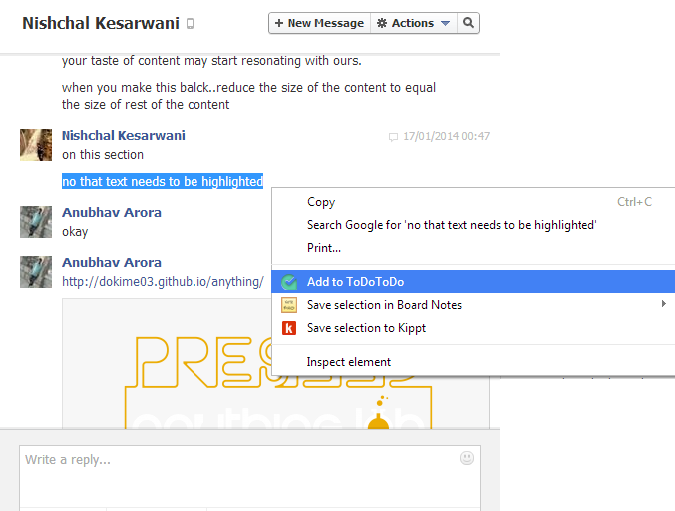 Nishchal Kesarwani
+ New Message
Actions
your taste of content may start resonating with ours.
when you make this balck..reduce the size of the content to equal
the size of rest of the content
Nishchal Kesarwani
17/01/2014 00:47
on this section
no that text needs to be highlighted
Copy
Ctrl+C
Search Google for 'no that text needs to be highlighted'
Print...
Add to ToDoToDo
Save selection in Board Notes
Save selection to Kippt
Inspect element
Anubhav Arora
okay
Anubhav Arora
http://dokime03.github.io/anything/
PRESSED
anything lab
Write a reply...